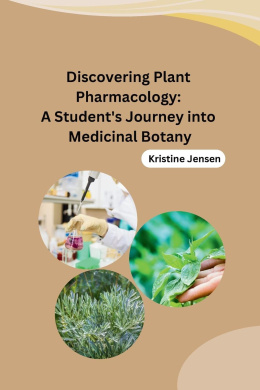 Discovering Plant
Pharmacology:
A Student's Journey into
Medicinal Botany
Kristine Jensen